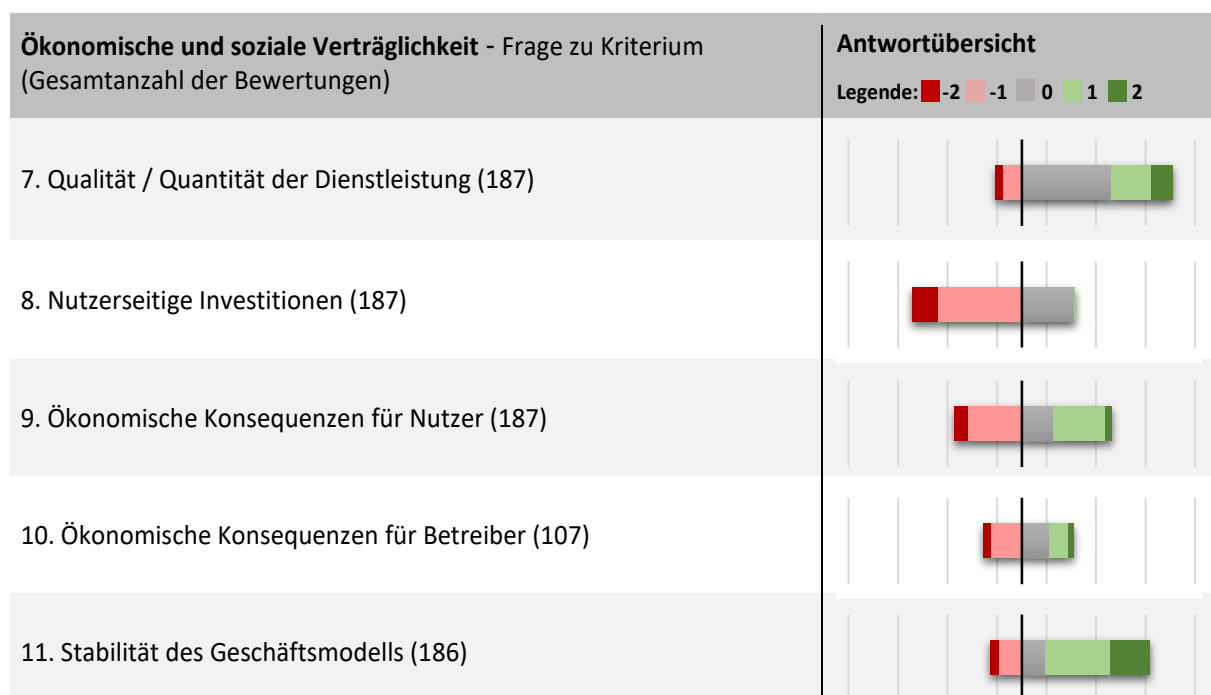 Ökonomische und soziale Verträglichkeit - Frage zu Kriterium
(Gesamtanzahl der Bewertungen)
Antwortübersicht
Legende: -2 -1 0 1 2
7. Qualität / Quantität der Dienstleistung (187)
8. Nutzerseitige Investitionen (187)
9. Ökonomische Konsequenzen für Nutzer (187)
10. Ökonomische Konsequenzen für Betreiber (107)
11. Stabilität des Geschäftsmodells (186)